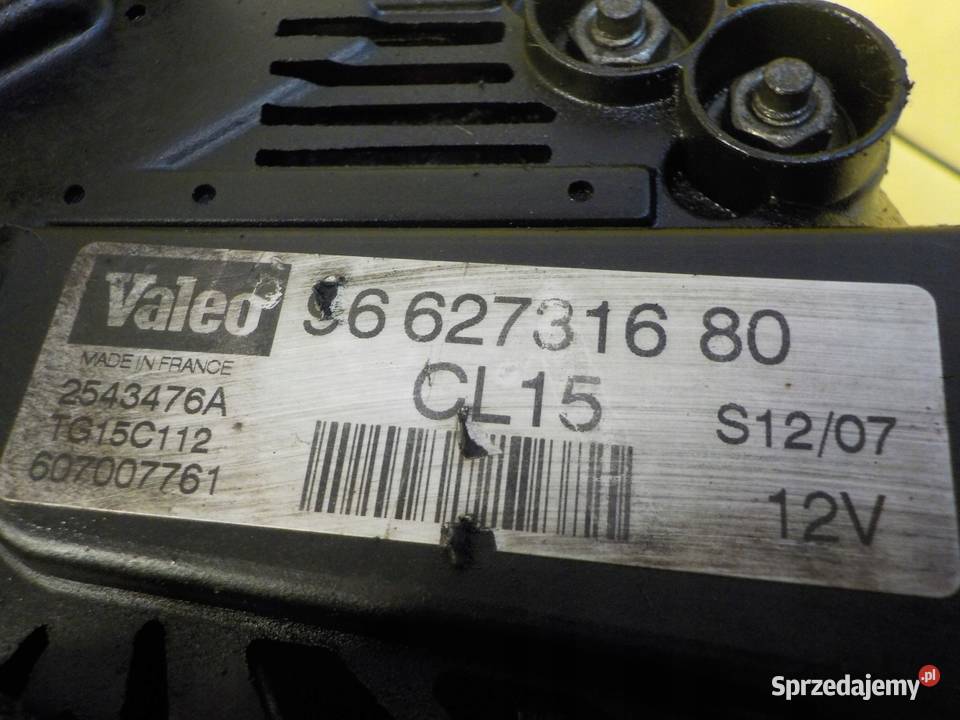 Valeo
96 627316 80
MADE IN FRANCE
CL15
2543476A
S12/07
TG15C112
607007761
12V
Sprzedajemy.pl